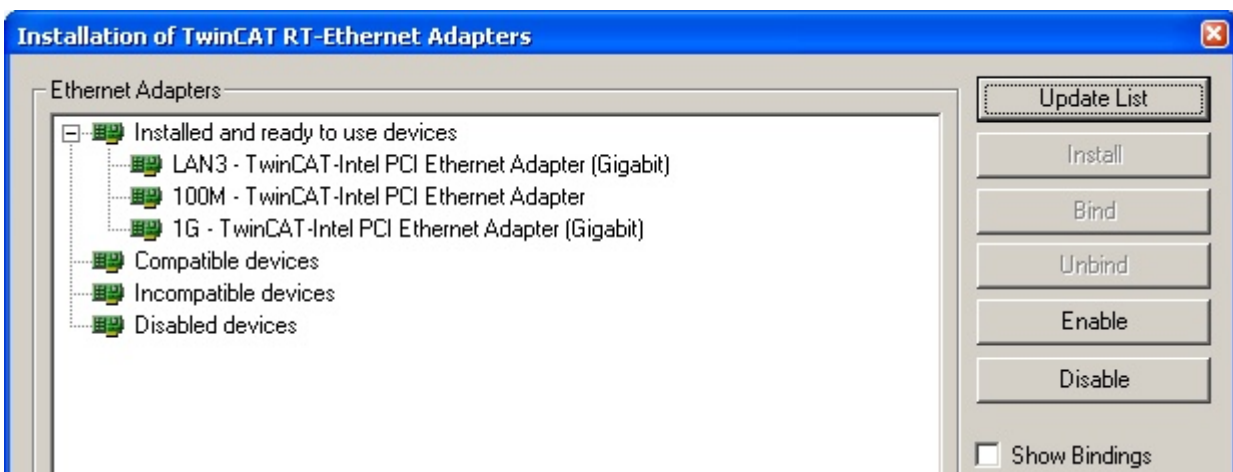 Installation of TwinCAT RT-Ethernet Adapters
Ethernet Adapters
Installed and ready to use devices
LAN3 - TwinCAT-Intel PCI Ethernet Adapter (Gigabit)
100M - TwinCAT-Intel PCI Ethernet Adapter
1G - TwinCAT-Intel PCI Ethernet Adapter (Gigabit)
Compatible devices
Incompatible devices
Disabled devices
Update List
Install
Bind
Unbind
Enable
Disable
Show Bindings